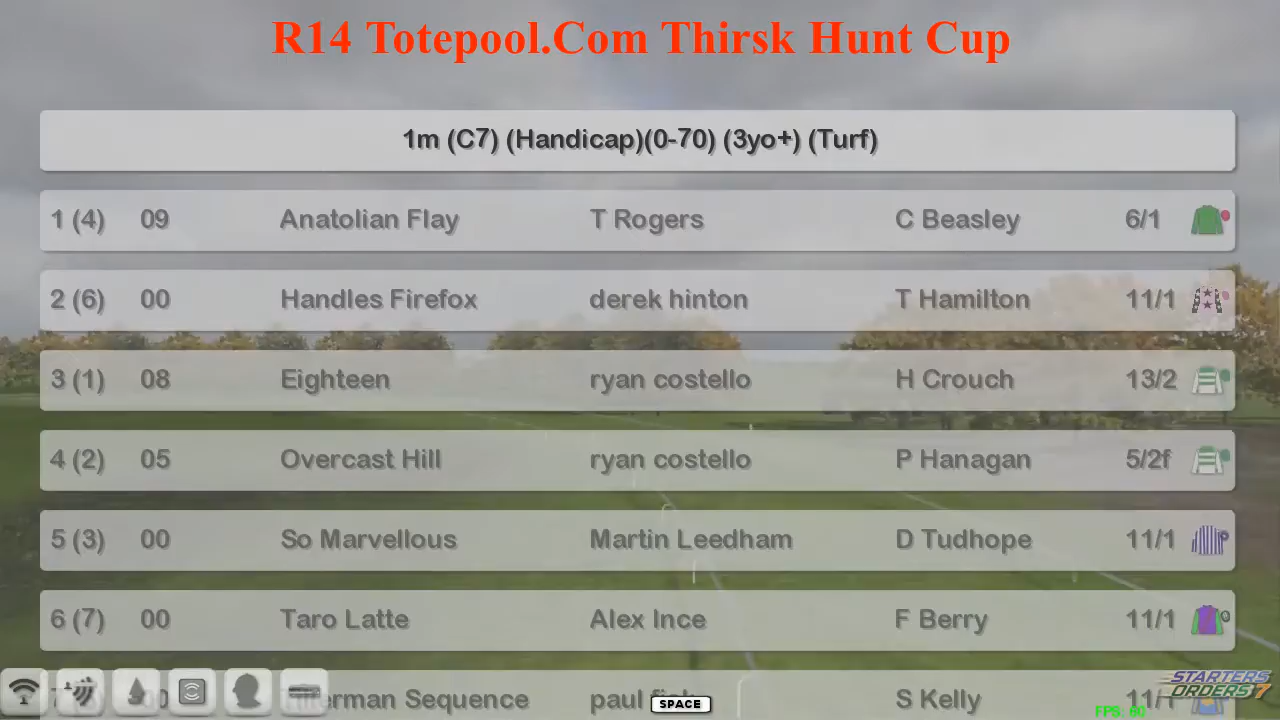 R14 Totepool.Com Thirsk Hunt Cup
1m (C7) (Handicap)(0-70) (3yo+) (Turf)
1 (4) 09 Anatolian Flay T Rogers C Beasley 6/1
2 (6) 00 Handles Firefox derek hinton T Hamilton 11/1
3 (1) 08 Eighteen ryan costello H Crouch 13/2
4 (2) 05 Overcast Hill ryan costello P Hanagan 5/2f
5 (3) 00 So Marvellous Martin Leedham D Tudhope 11/1
6 (7) 00 Taro Latte Alex Ince F Berry 11/1
Sequence paul S Kelly 11/1
SPACE
STARTERS ORDERS 7
FPS: 60